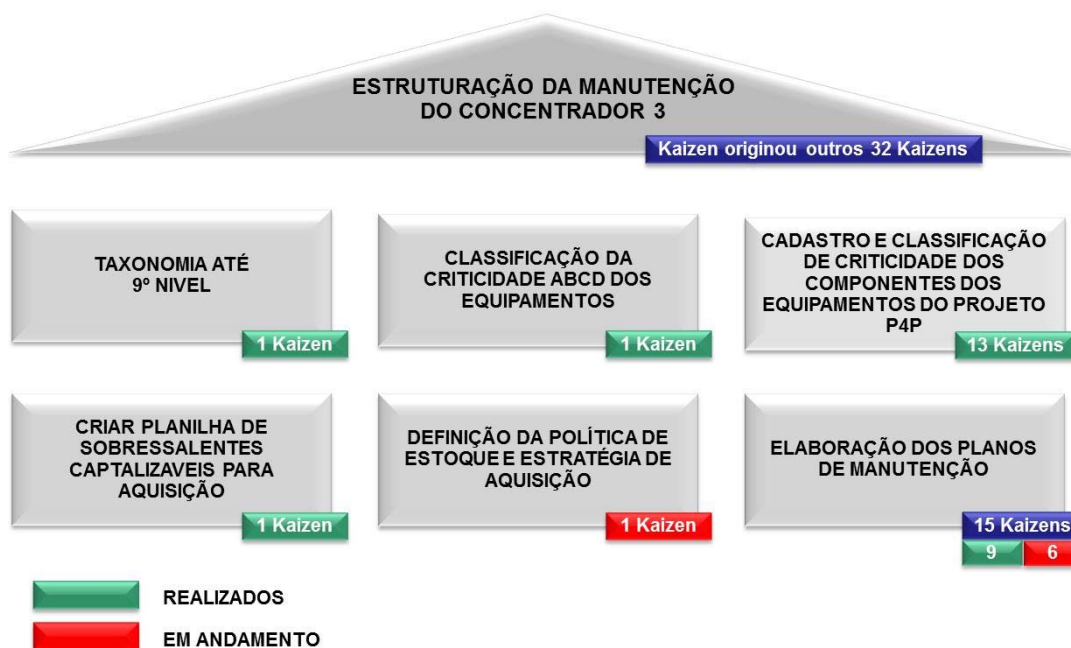 ESTRUTURAÇÃO DA MANUTENÇÃO
DO CONCENTRADOR 3
Kaizen originou outros 32 Kaizens
TAXONOMIA ATÉ
9º NIVEL
1 Kaizen
CLASSIFICAÇÃO DA
CRITICIDADE ABCD DOS
EQUIPAMENTOS
1 Kaizen
CADASTRO E CLASSIFICAÇÃO
DE CRITICIDADE DOS
COMPONENTES DOS
EQUIPAMENTOS DO PROJETO
P4P
13 Kaizens
CRIAR PLANILHA DE
SOBRESSALENTES
CAPTALIZAVEIS PARA
AQUISIÇÃO
1 Kaizen
DEFINIÇÃO DA POLÍTICA DE
ESTOQUE E ESTRATÉGIA DE
AQUISIÇÃO
1 Kaizen
ELABORAÇÃO DOS PLANOS
DE MANUTENÇÃO
15 Kaizens
9
6
REALIZADOS
EM ANDAMENTO